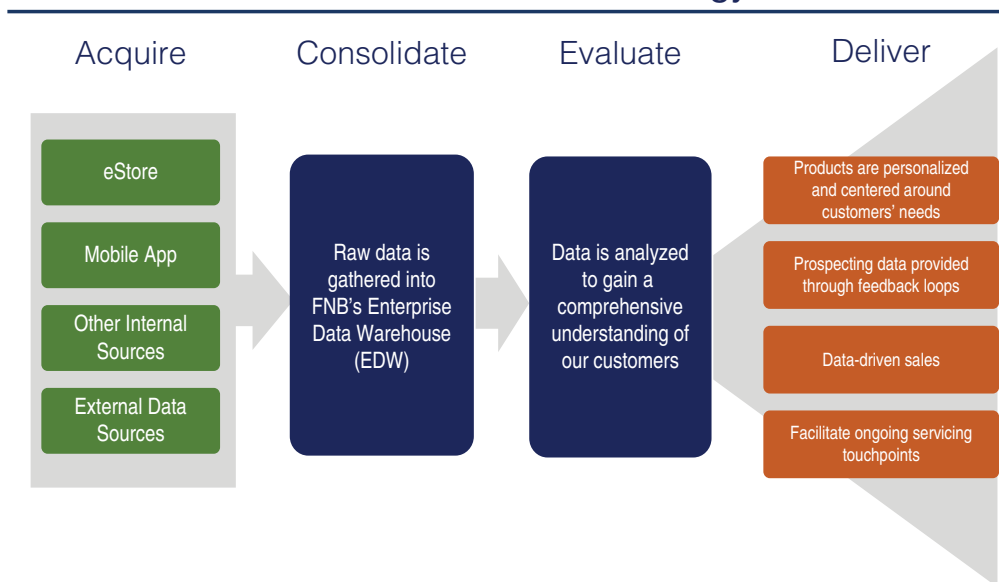 Acquire
Consolidate
Evaluate
Deliver
eStore
Mobile App
Other Internal
Sources
External Data
Sources
Raw data is
gathered into
FNB’s Enterprise
Data Warehouse
(EDW)
Data is analyzed
to gain a
comprehensive
understanding of
our customers
Products are personalized
and centered around
customers’ needs
Prospecting data provided
through feedback loops
Data-driven sales
Facilitate ongoing servicing
touchpoints